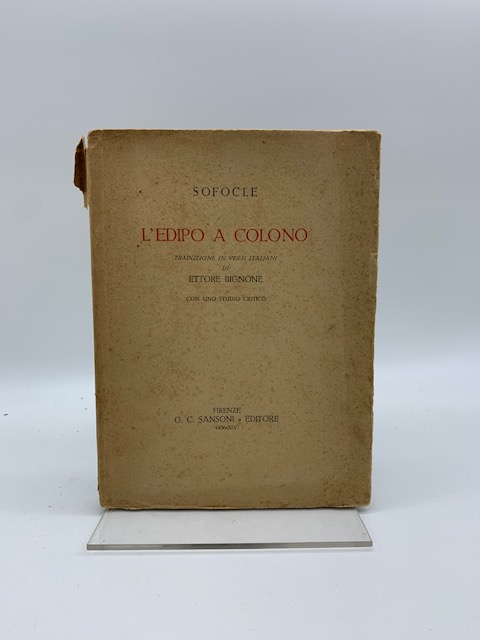 SOFOCLE
L'EDIPO A COLONO
TRADUZIONE IN VERSI ITALIANI
DI
ETTORE BIGNONE
CON UNO STUDIO CRITICO
FIRENZE
G. C. SANSONI • EDITORE